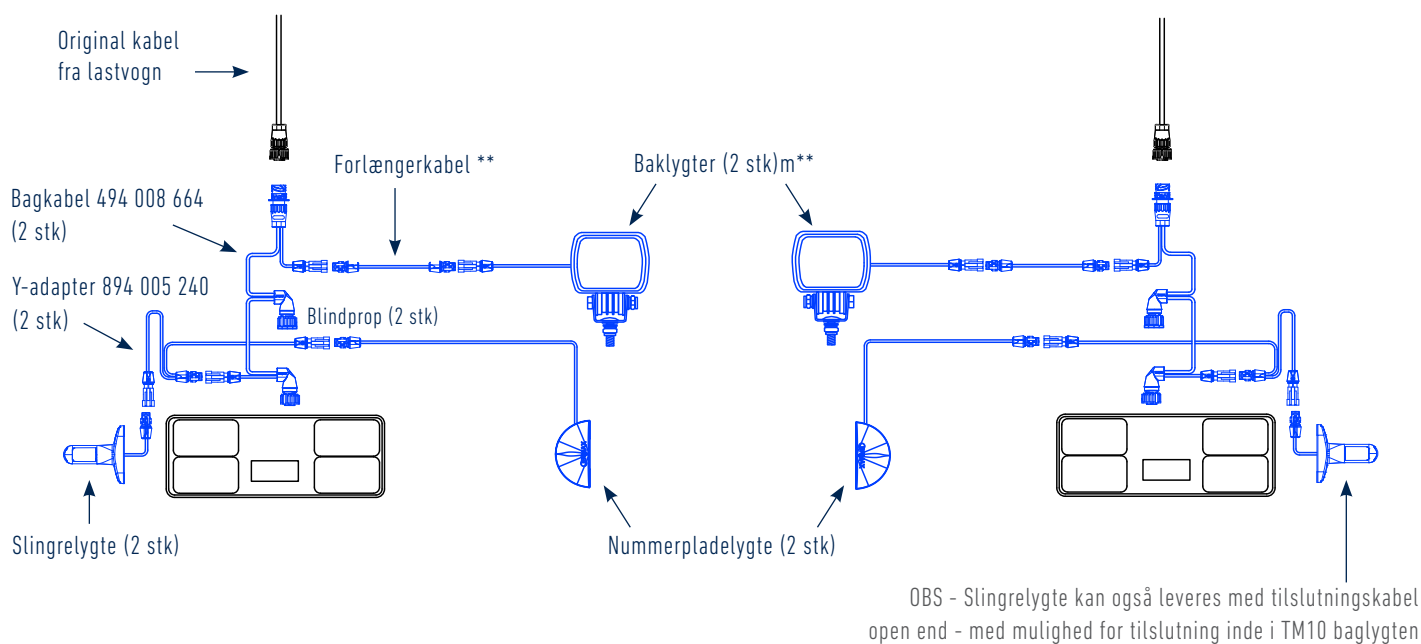 Original kabel
fra lastvogn
Forlængerkabel **
Baklygter (2 stk)m**
Bagkabel 494 008 664
(2 stk)
Y-adapter 894 005 240
(2 stk)
Blindprop (2 stk)
Slingrelygte (2 stk)
Nummerpladelygte (2 stk)
OBS - Slingrelygte kan også leveres med tilslutningskabel
open end - med mulighed for tilslutning inde i TM10 baglygten